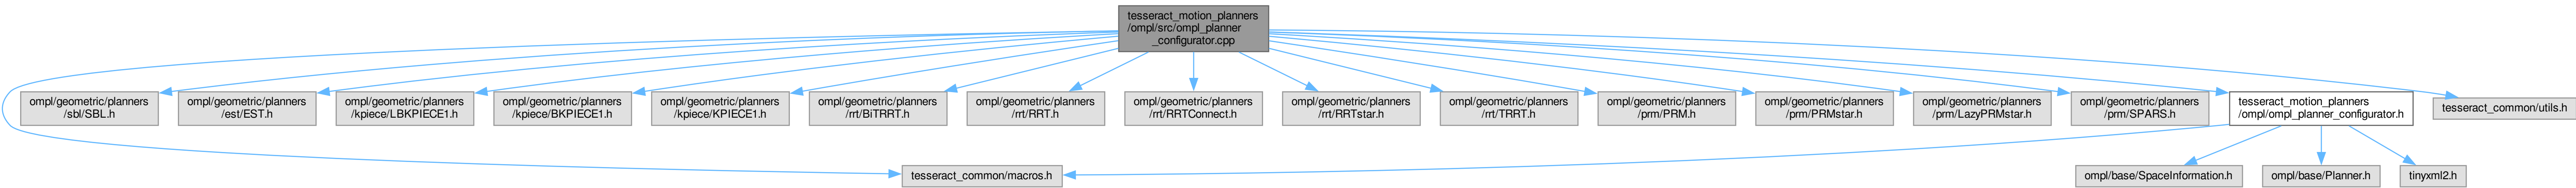 tesseract_motion_planners
/ompl/src/ompl_planner
_configurator.cpp
ompl/geometric/planners
/sbl/SBL.h
ompl/geometric/planners
/est/EST.h
ompl/geometric/planners
/kpiece/LBKPIECE1.h
ompl/geometric/planners
/kpiece/BKPIECE1.h
ompl/geometric/planners
/kpiece/KPIECE1.h
ompl/geometric/planners
/rrt/BiTRRT.h
ompl/geometric/planners
/rrt/RRT.h
ompl/geometric/planners
/rrt/RRTConnect.h
ompl/geometric/planners
/rrt/RRTstar.h
ompl/geometric/planners
/rrt/TRRT.h
ompl/geometric/planners
/prm/PRM.h
ompl/geometric/planners
/prm/PRMstar.h
ompl/geometric/planners
/prm/LazyPRMstar.h
ompl/geometric/planners
/prm/SPARS.h
tesseract_motion_planners
/ompl/ompl_planner_configurator.h
tesseract_common/utils.h
tesseract_common/macros.h
ompl/base/SpaceInformation.h
ompl/base/Planner.h
tinyxml2.h